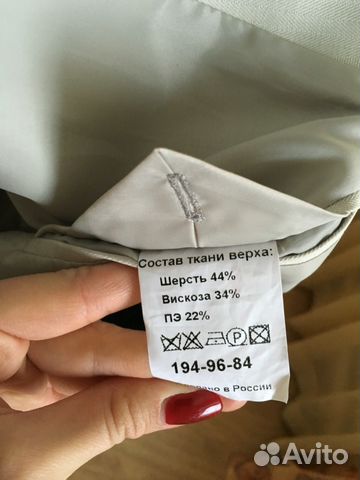 Состав ткани верха:
Шерсть 44%
Вискоза 34%
ПЭ 22%
P
194-96-84
в России
Avito